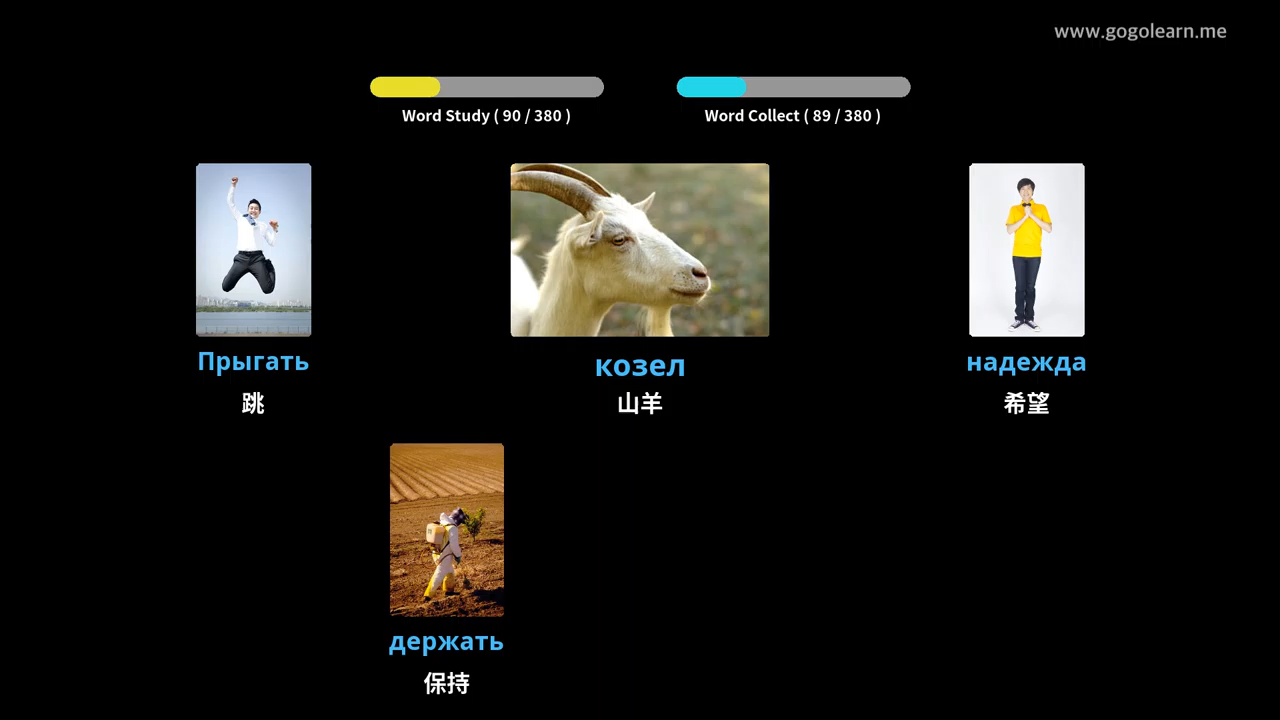 www.gogolearn.me
Word Study ( 90 / 380 )
Word Collect ( 89 / 380 )
Прыгать
跳
козел
山羊
надежда
希望
держать
保持